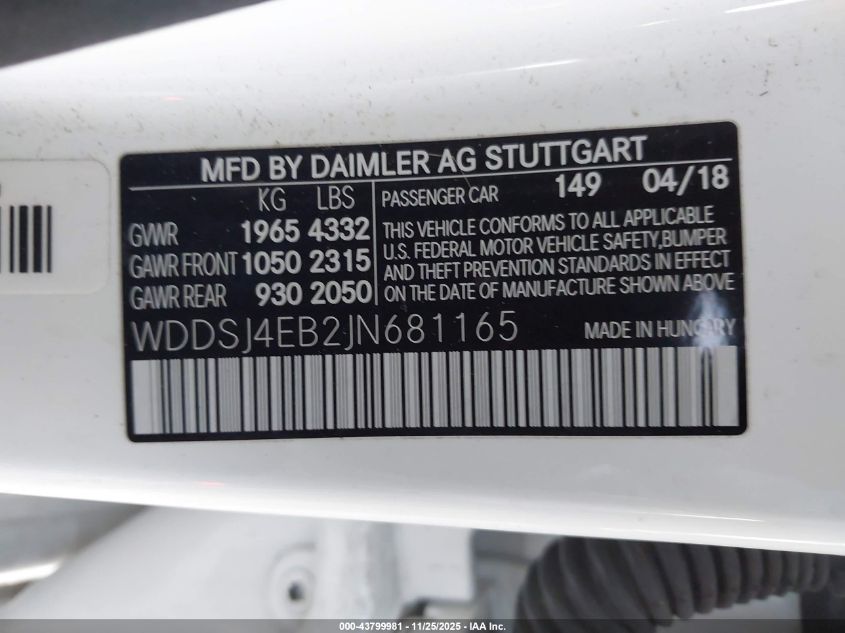 MFD BY DAIMLER AG STUTTGART
KG LBS PASSENGER CAR 149 04/18
GVWR 1965 4332
GAWR FRONT 1050 2315
GAWR REAR 930 2050
THIS VEHICLE CONFORMS TO ALL APPLICABLE
U.S. FEDERAL MOTOR VEHICLE SAFETY,BUMPER
AND THEFT PREVENTION STANDARDS IN EFFECT
ON THE DATE OF MANUFACTURE SHOWN ABOVE
WDDSJ4EB2JN681165 MADE IN HUNGARY
000-43799981 - 11/25/2025 - IAA Inc.